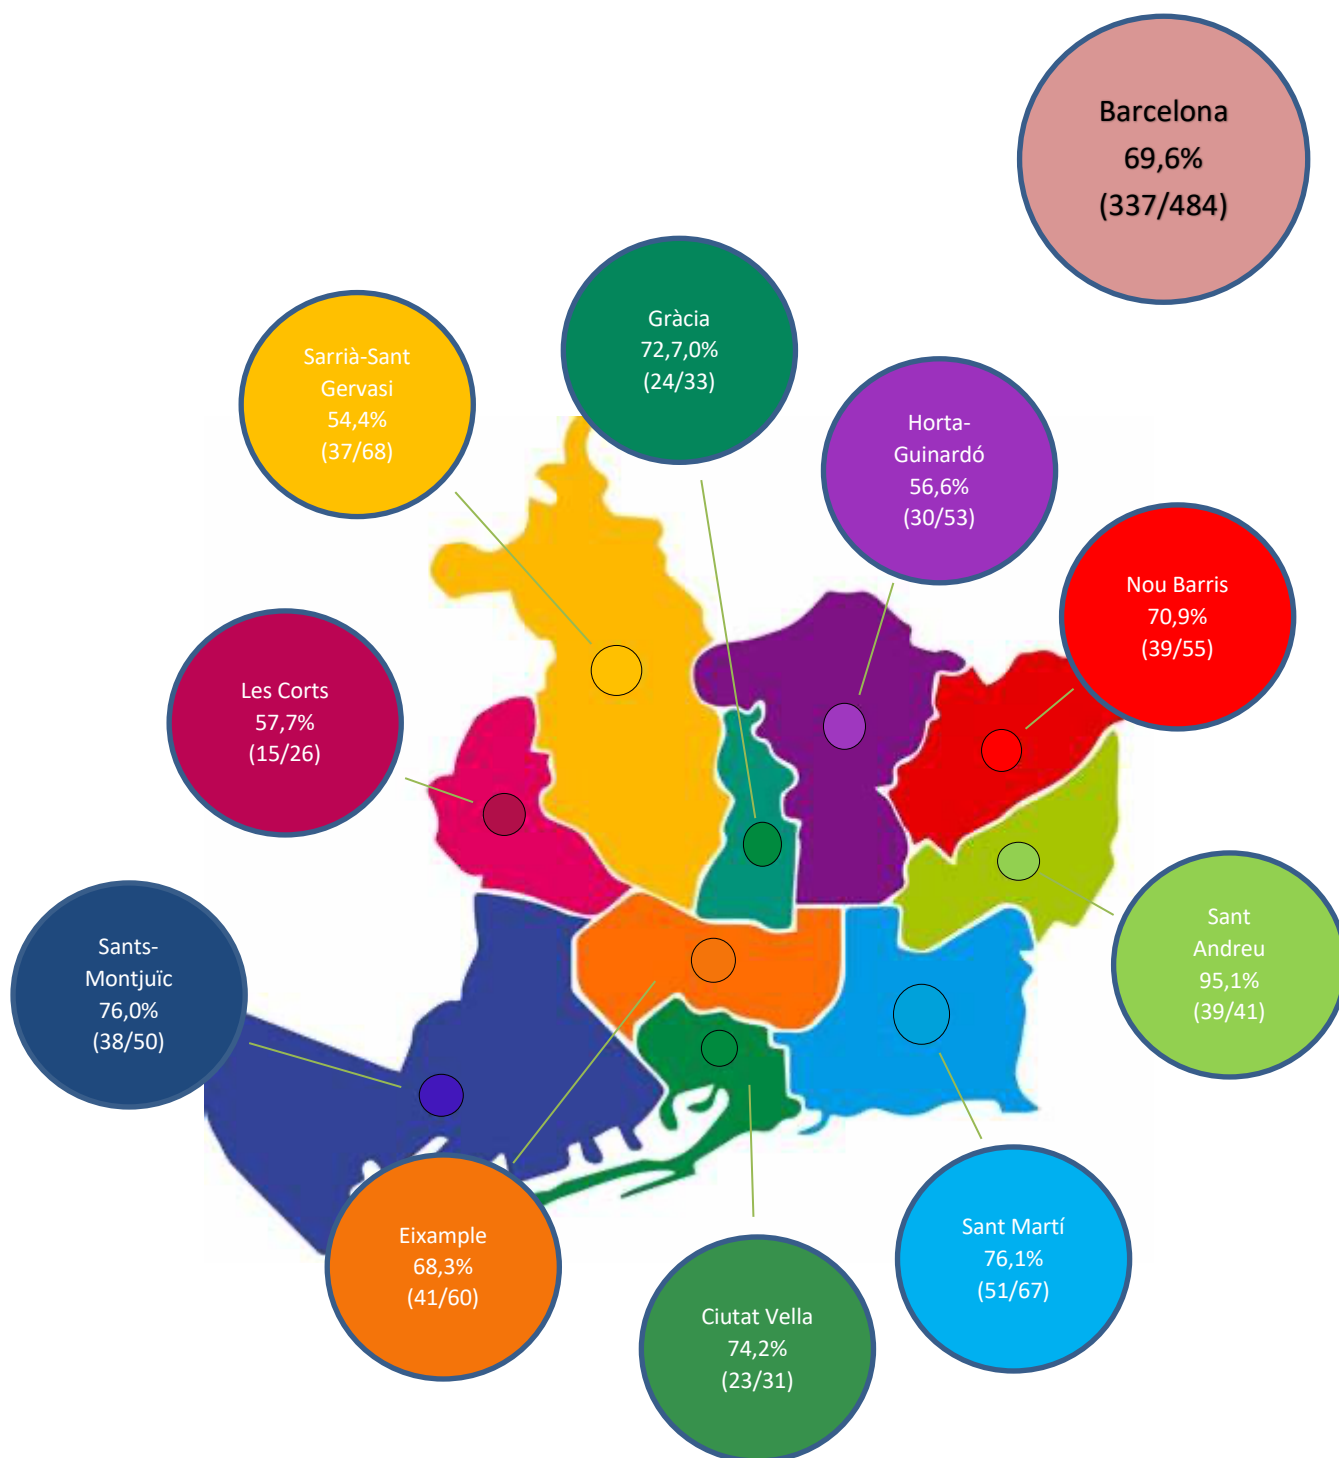 Barcelona
69,6%
(337/484)
Gràcia
72,7,0%
(24/33)
Sarrià-Sant
Gervasi
54,4%
(37/68)
Horta-
Guinardó
56,6%
(30/53)
Nou Barris
70,9%
(39/55)
Les Corts
57,7%
(15/26)
Sant
Andreu
95,1%
(39/41)
Sants-
Montjuïc
76,0%
(38/50)
Eixample
68,3%
(41/60)
Sant Martí
76,1%
(51/67)
Ciutat Vella
74,2%
(23/31)